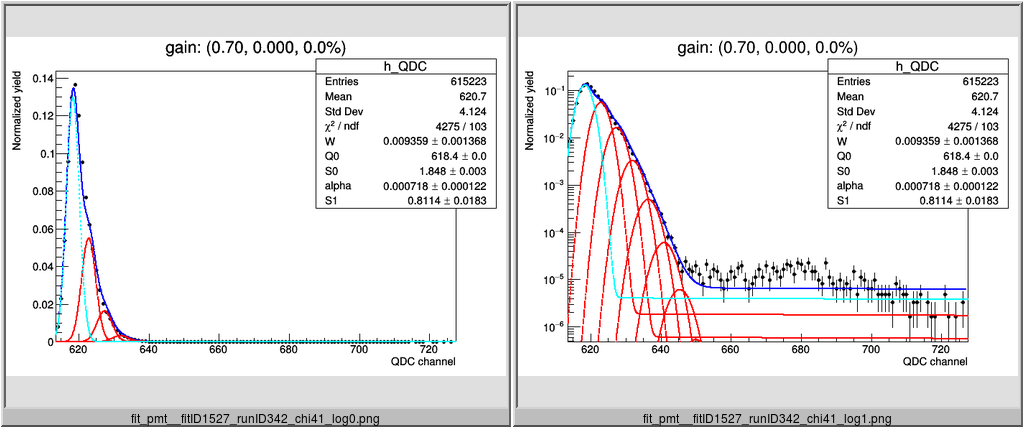 gain: (0.70, 0.000, 0.0%)
h_QDC
Entries 615223
Mean 620.7
Std Dev 4.124
χ² / ndf 4275 / 103
W 0.009359 ± 0.001368
Q0 618.4 ± 0.0
S0 1.848 ± 0.003
alpha 0.000718 ± 0.000122
S1 0.8114 ± 0.0183
Normalized yield
0.14
0.12
0.1
0.08
0.06
0.04
0.02
0
620 640 660 680 700 720
QDC channel
fit_pmt__fitID1527_runID342_chi41_log0.png
gain: (0.70, 0.000, 0.0%)
h_QDC
Entries 615223
Mean 620.7
Std Dev 4.124
χ² / ndf 4275 / 103
W 0.009359 ± 0.001368
Q0 618.4 ± 0.0
S0 1.848 ± 0.003
alpha 0.000718 ± 0.000122
S1 0.8114 ± 0.0183
Normalized yield
10⁻¹
10⁻²
10⁻³
10⁻⁴
10⁻⁵
10⁻⁶
620 640 660 680 700 720
QDC channel
fit_pmt__fitID1527_runID342_chi41_log1.png